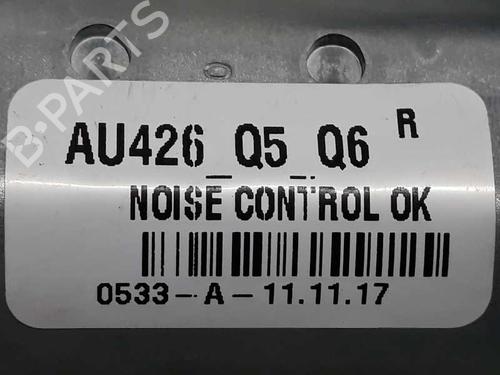 B-PARTS
AU426_Q5_Q6 R
NOISE CONTROL OK
0533-A-11.11.17